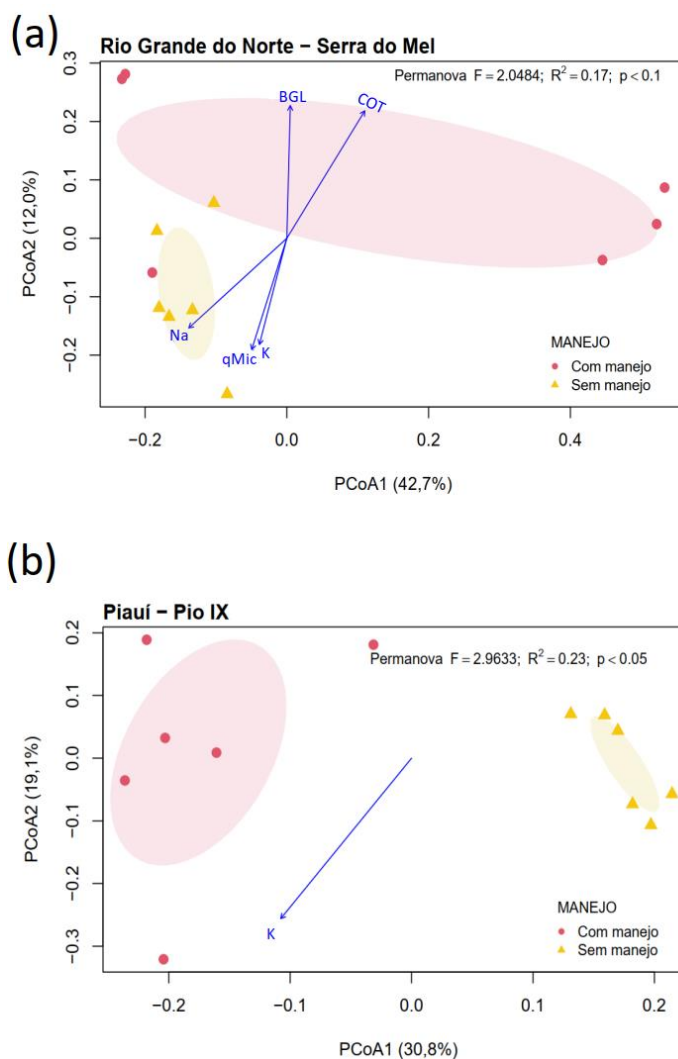 (a)
Rio Grande do Norte – Serra do Mel
Permanova F = 2.0484; R² = 0.17; p < 0.1
BGL
COT
Na
qMic
K
MANEJO
Com manejo
Sem manejo
PCoA2 (12,0%)
0.3
0.2
0.1
0.0
−0.1
−0.2
−0.2
0.0
0.2
0.4
PCoA1 (42,7%)
(b)
Piauí – Pio IX
Permanova F = 2.9633; R² = 0.23; p < 0.05
K
MANEJO
Com manejo
Sem manejo
PCoA2 (19,1%)
0.2
0.1
0.0
−0.1
−0.2
−0.3
−0.2
−0.1
0.0
0.1
0.2
PCoA1 (30,8%)